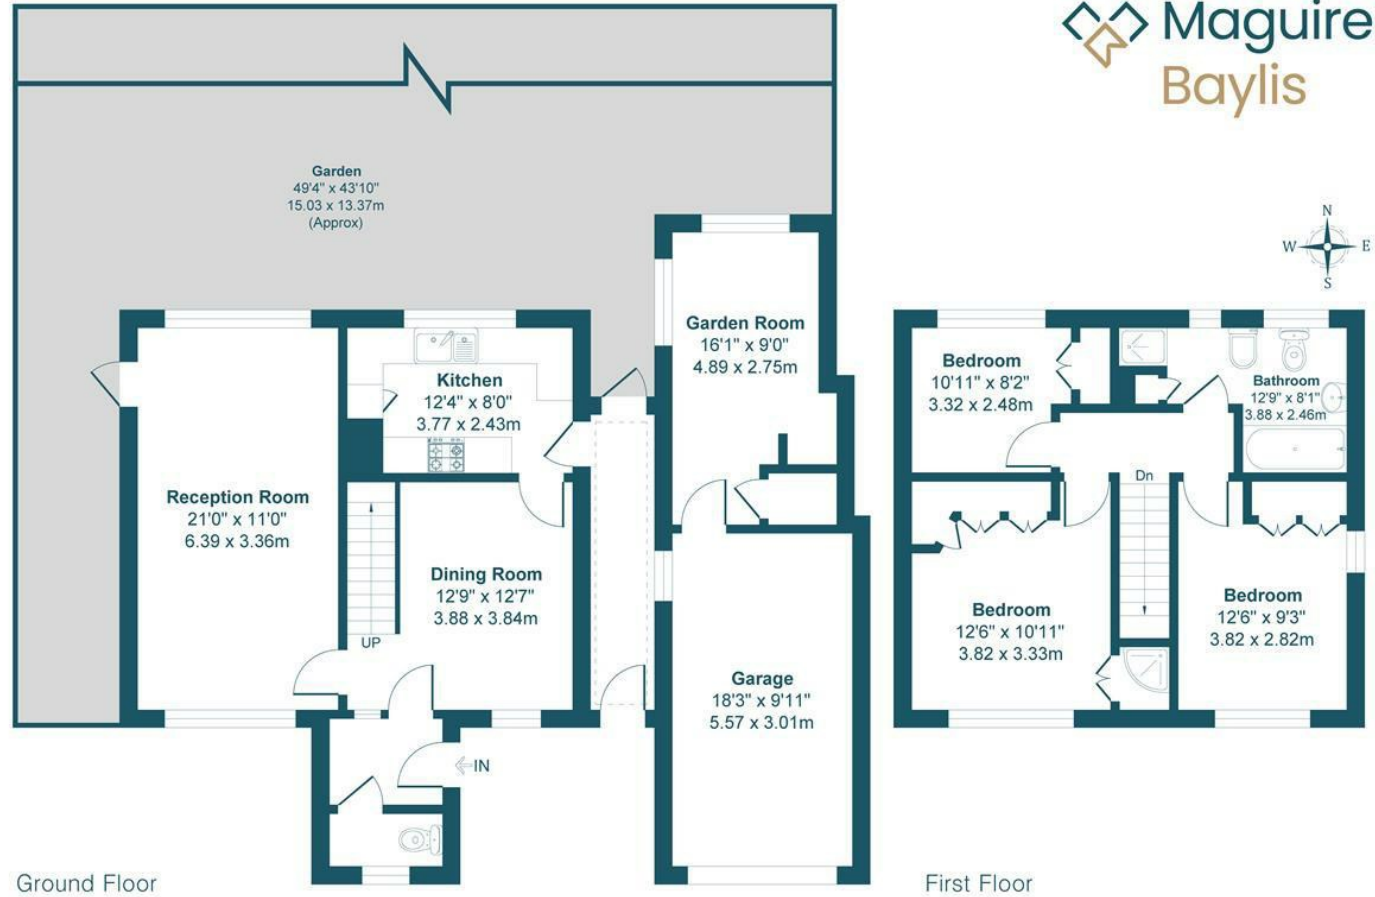 Maguire
Baylis
Garden
49'4" x 43'10"
15.03 x 13.37m
(Approx)
N
W
E
S
Garden Room
16'1" x 9'0"
4.89 x 2.75m
Kitchen
12'4" x 8'0"
3.77 x 2.43m
Reception Room
21'0" x 11'0"
6.39 x 3.36m
Dining Room
12'9" x 12'7"
3.88 x 3.84m
UP
Garage
18'3" x 9'11"
5.57 x 3.01m
IN
Ground Floor
Bedroom
10'11" x 8'2"
3.32 x 2.48m
Bathroom
12'9" x 8'1"
3.88 x 2.46m
Dn
Bedroom
12'6" x 10'11"
3.82 x 3.33m
Bedroom
12'6" x 9'3"
3.82 x 2.82m
First Floor